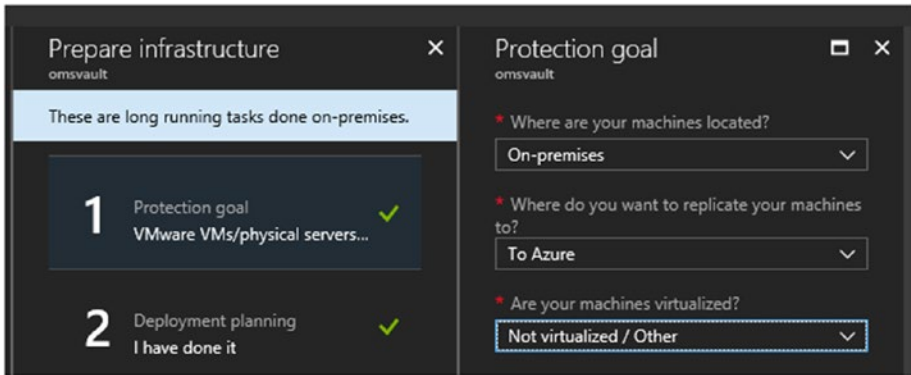 Prepare infrastructure
omsvault
These are long running tasks done on-premises.
1
Protection goal
VMware VMs/physical servers...
2
Deployment planning
I have done it
Protection goal
omsvault
* Where are your machines located?
On-premises
* Where do you want to replicate your machines
to?
To Azure
* Are your machines virtualized?
Not virtualized / Other